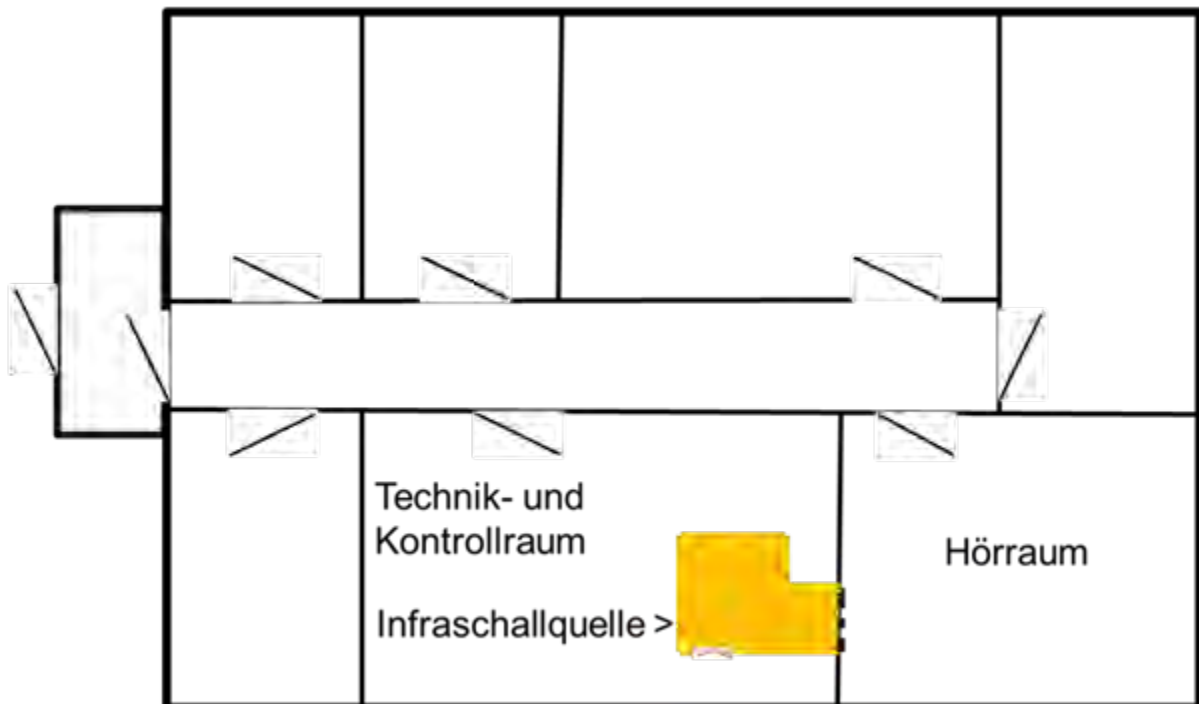 Technik- und
Kontrollraum
Hörraum
Infraschallquelle >